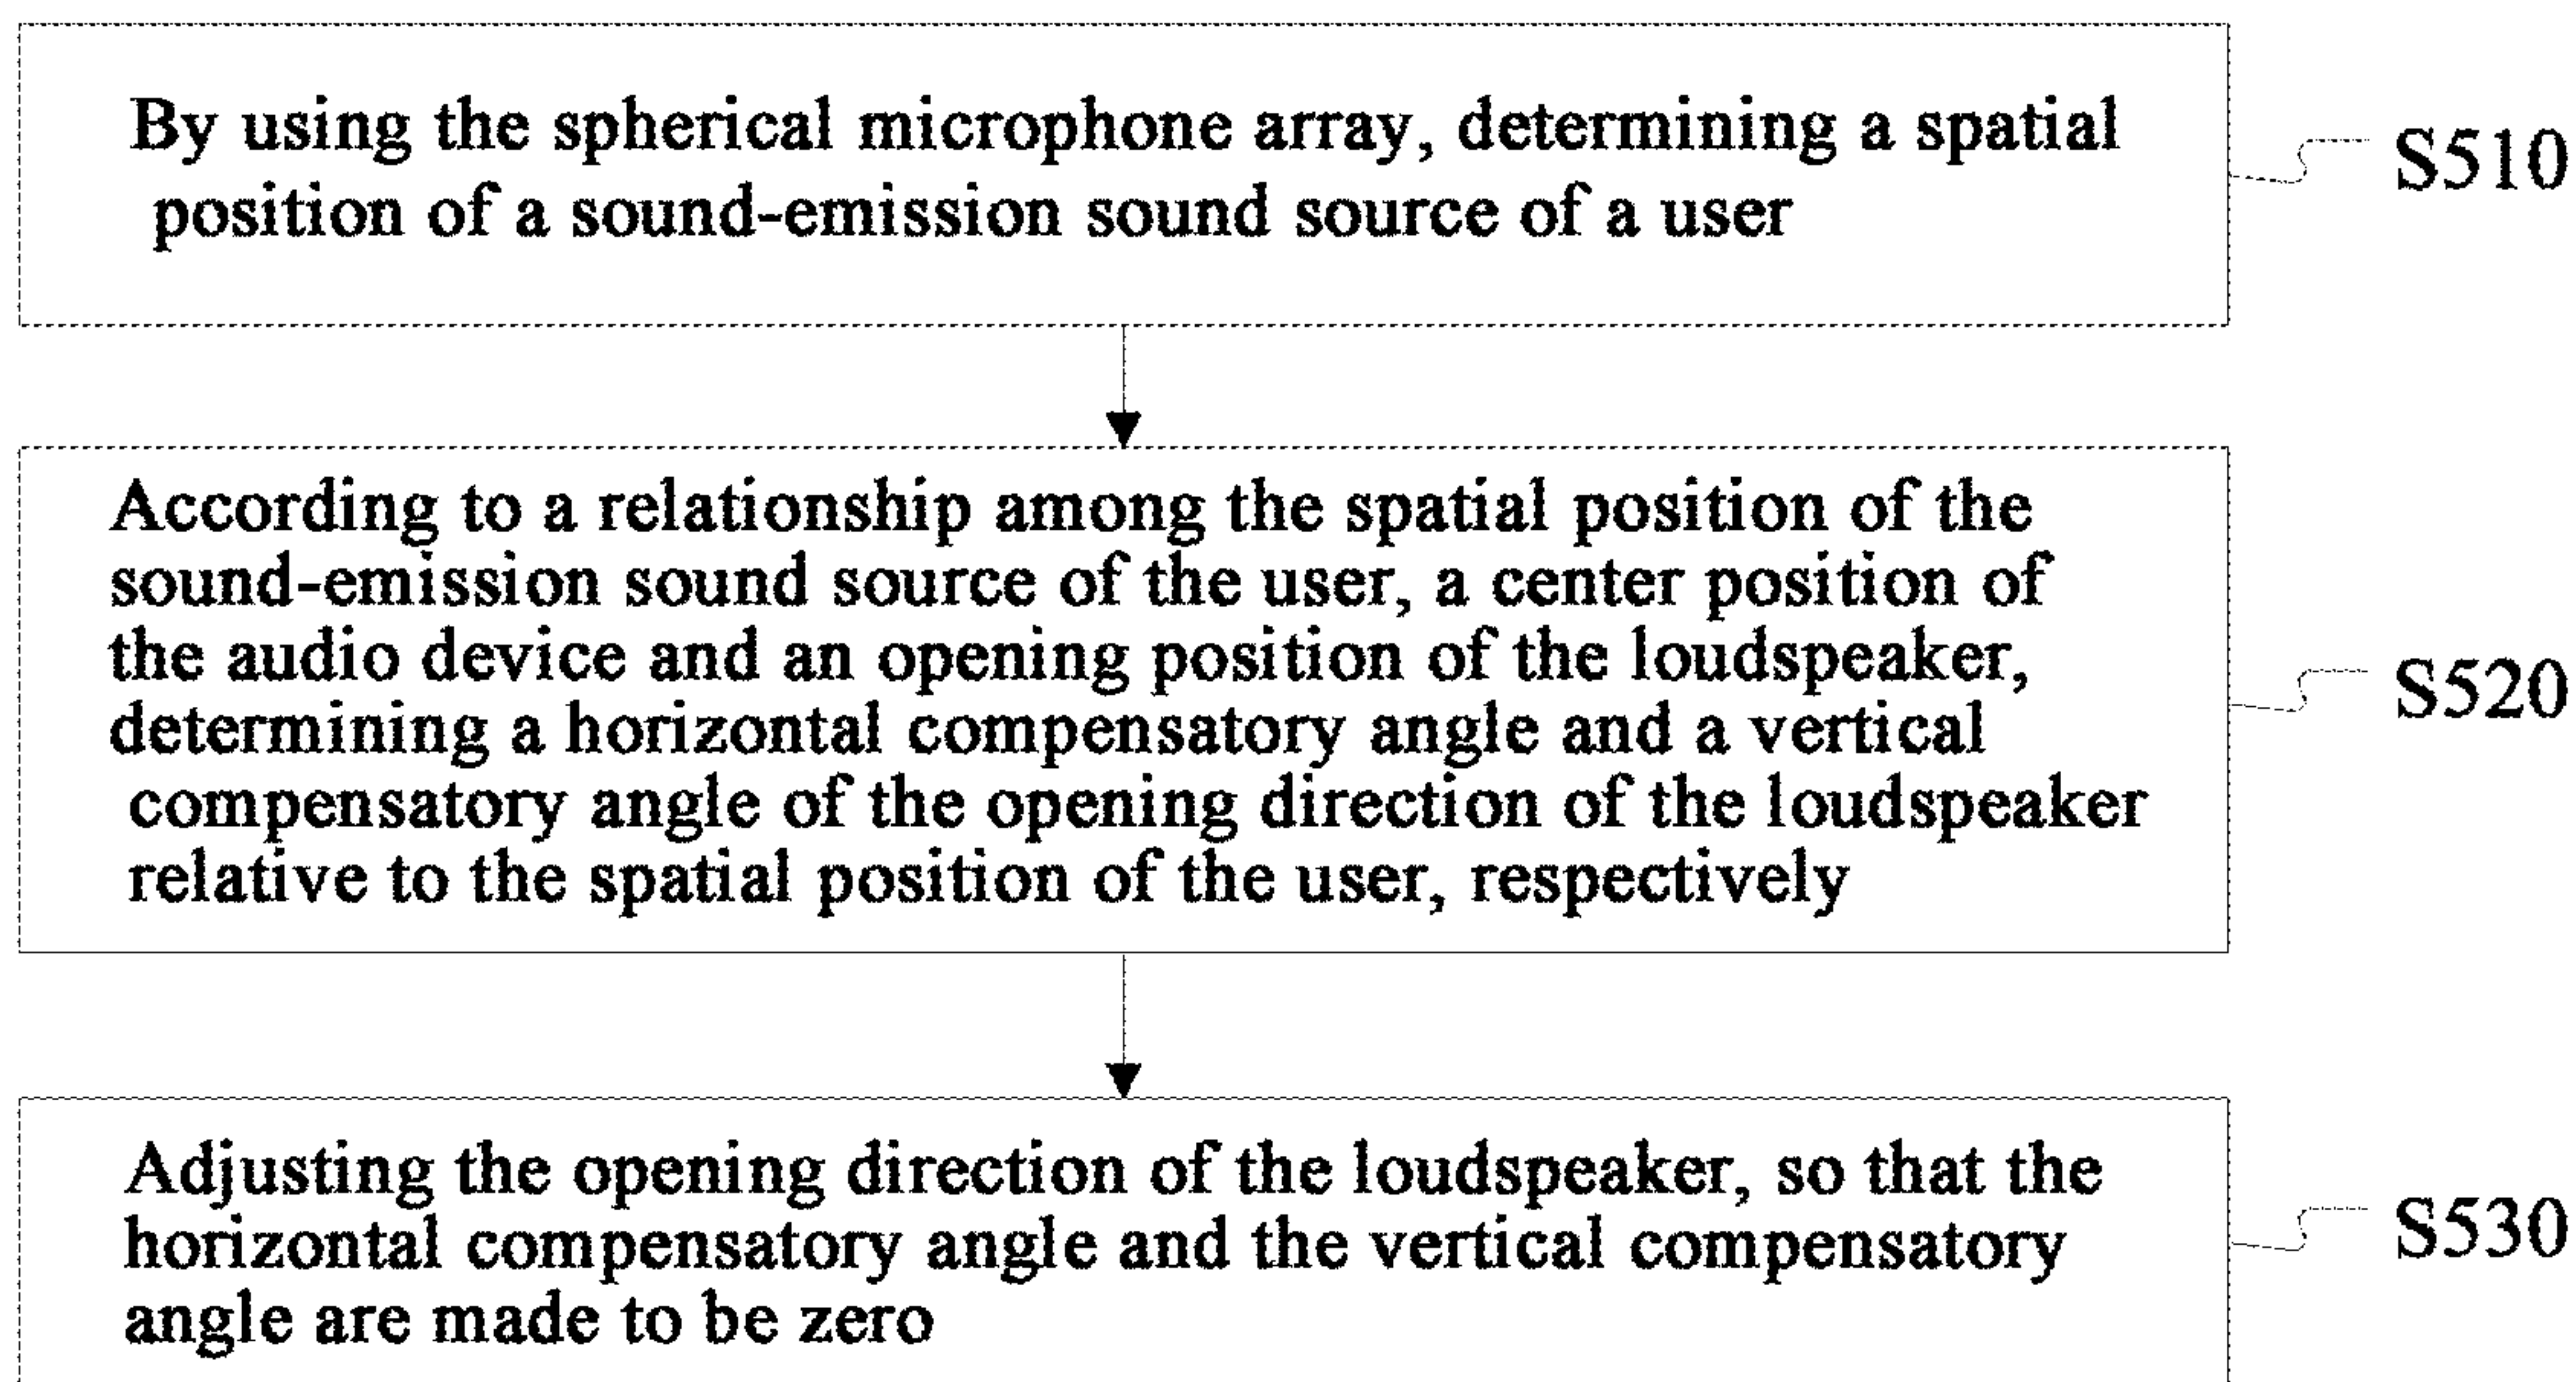 By using the spherical microphone array, determining a spatial
position of a sound-emission sound source of a user
S510
According to a relationship among the spatial position of the
sound-emission sound source of the user, a center position of
the audio device and an opening position of the loudspeaker,
determining a horizontal compensatory angle and a vertical
compensatory angle of the opening direction of the loudspeaker
relative to the spatial position of the user, respectively
S520
Adjusting the opening direction of the loudspeaker, so that the
horizontal compensatory angle and the vertical compensatory
angle are made to be zero
S530